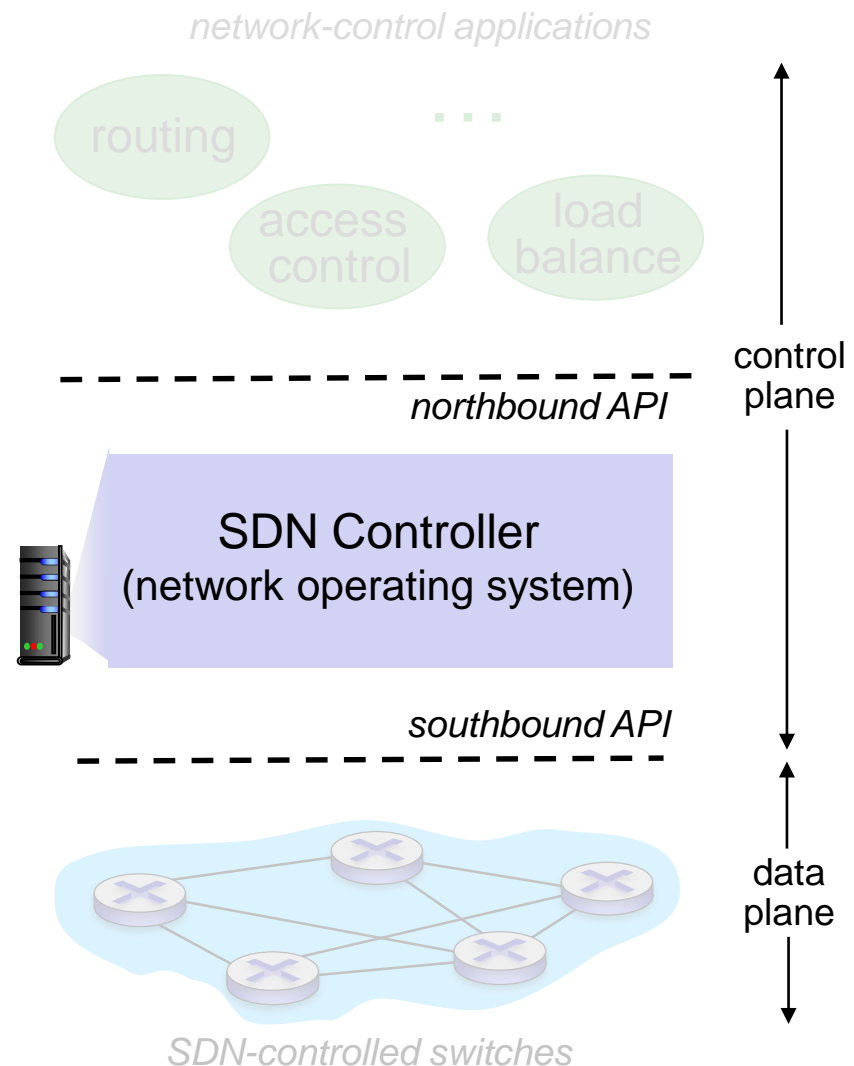 network-control applications
routing
...
access
control
load
balance
control
plane
northbound API
SDN Controller
(network operating system)
southbound API
data
plane
SDN-controlled switches